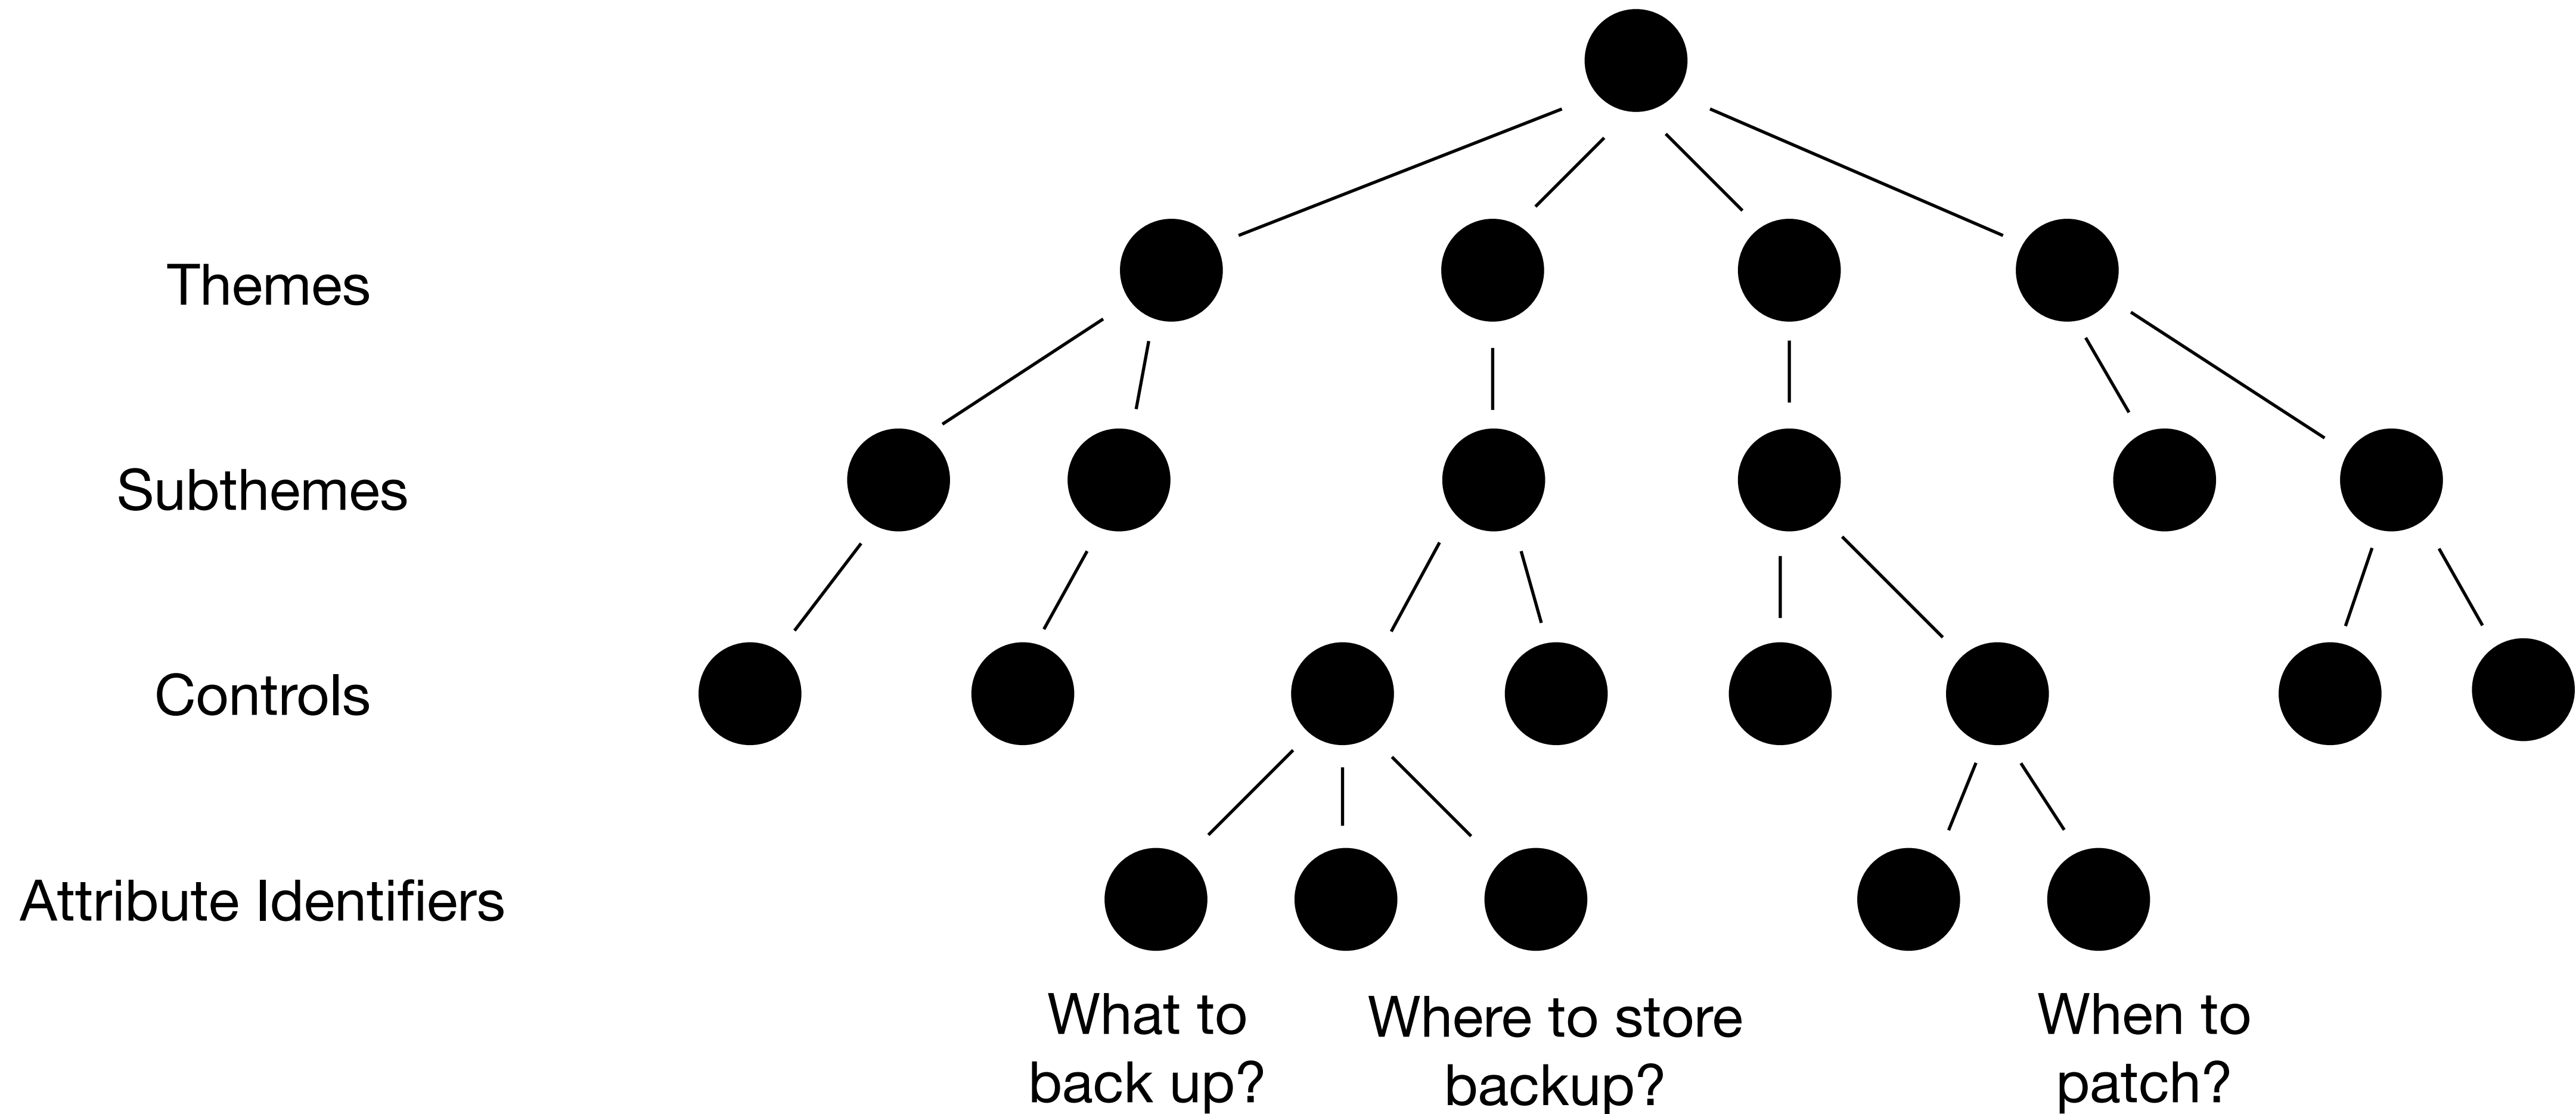 Themes
Subthemes
Controls
Attribute Identifiers
What to
back up?
Where to store
backup?
When to
patch?